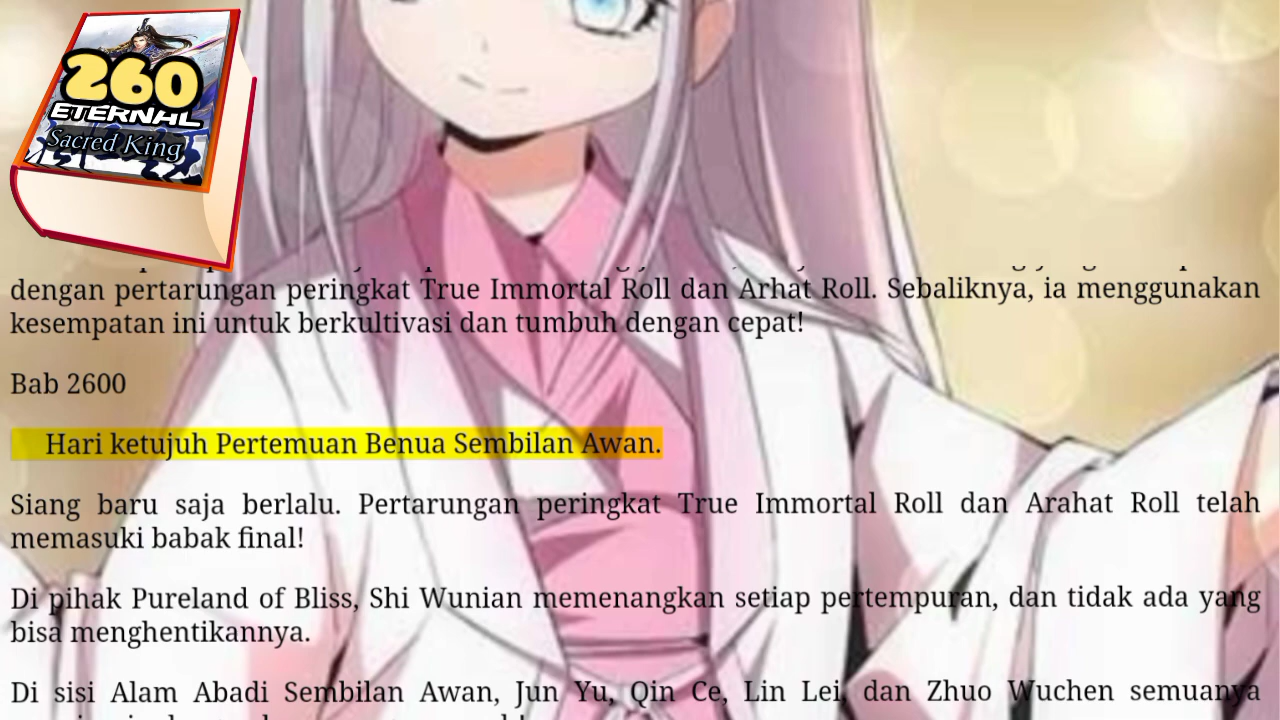 260
ETERNAL
Sacred King
dengan pertarungan peringkat True Immortal Roll dan Arhat Roll. Sebaliknya, ia menggunakan
kesempatan ini untuk berkultivasi dan tumbuh dengan cepat!
Bab 2600
Hari ketujuh Pertemuan Benua Sembilan Awan.
Siang baru saja berlalu. Pertarungan peringkat True Immortal Roll dan Arahat Roll telah
memasuki babak final!
Di pihak Pureland of Bliss, Shi Wunian memenangkan setiap pertempuran, dan tidak ada yang
bisa menghentikannya.
Di sisi Alam Abadi Sembilan Awan, Jun Yu, Qin Ce, Lin Lei, dan Zhuo Wuchen semuanya